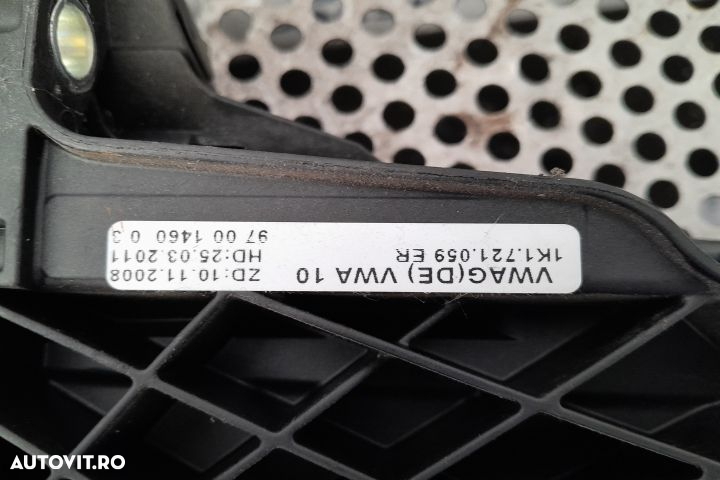 VWAG(DE) VWA 10
1K1.721.059 ER
ZD:10.11.2008
HD:25.03.2011
97 00 1460 0 3
AUTOVIT.RO